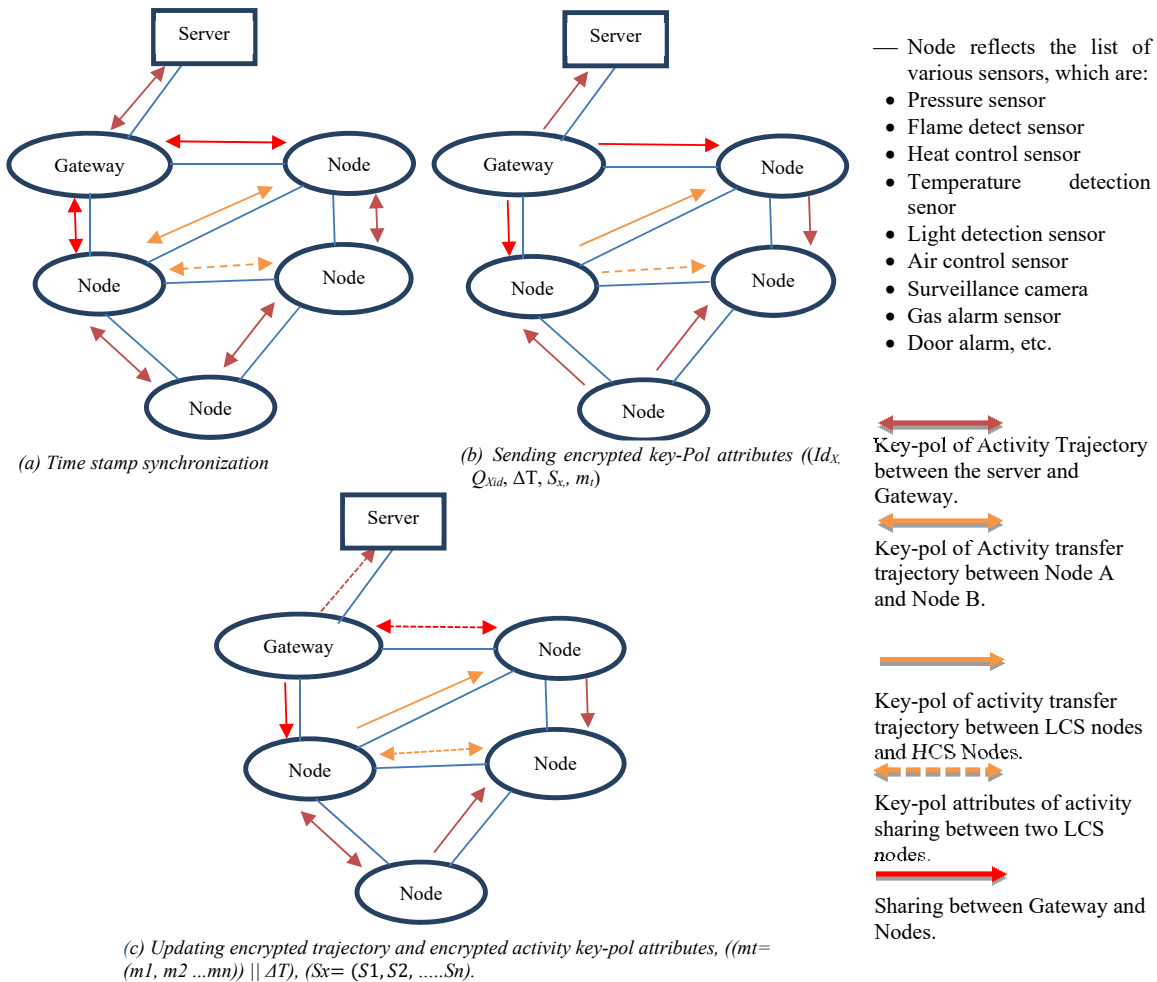 Server
Gateway
Node
Node
Node
Node
(a) Time stamp synchronization
Server
Gateway
Node
Node
Node
Node
(b) Sending encrypted key-Pol attributes ((IdX,
QXid, ΔT, Sx,, mt)
Server
Gateway
Node
Node
Node
Node
(c) Updating encrypted trajectory and encrypted activity key-pol attributes, ((mt=
(m1, m2 ...mn)) || ΔT), (Sx= (S1, S2, .....Sn).
— Node reflects the list of
various sensors, which are:
• Pressure sensor
• Flame detect sensor
• Heat control sensor
• Temperature detection
senor
• Light detection sensor
• Air control sensor
• Surveillance camera
• Gas alarm sensor
• Door alarm, etc.
Key-pol of Activity Trajectory
between the server and
Gateway.
Key-pol of Activity transfer
trajectory between Node A
and Node B.
Key-pol of activity transfer
trajectory between LCS nodes
and HCS Nodes.
Key-pol attributes of activity
sharing between two LCS
nodes.
Sharing between Gateway and
Nodes.